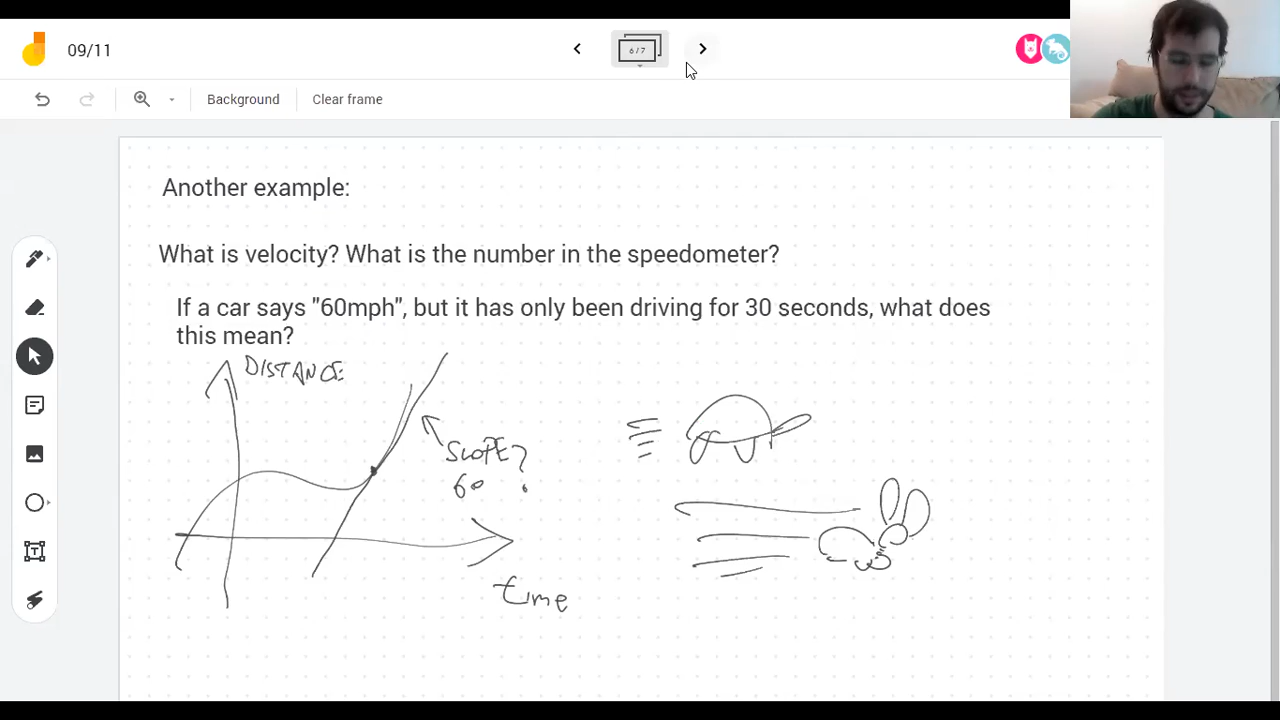 09/11
6/7
Background
Clear frame
Another example:
What is velocity? What is the number in the speedometer?
If a car says "60mph", but it has only been driving for 30 seconds, what does
this mean?
DISTANCE
SLOPE?
60
time